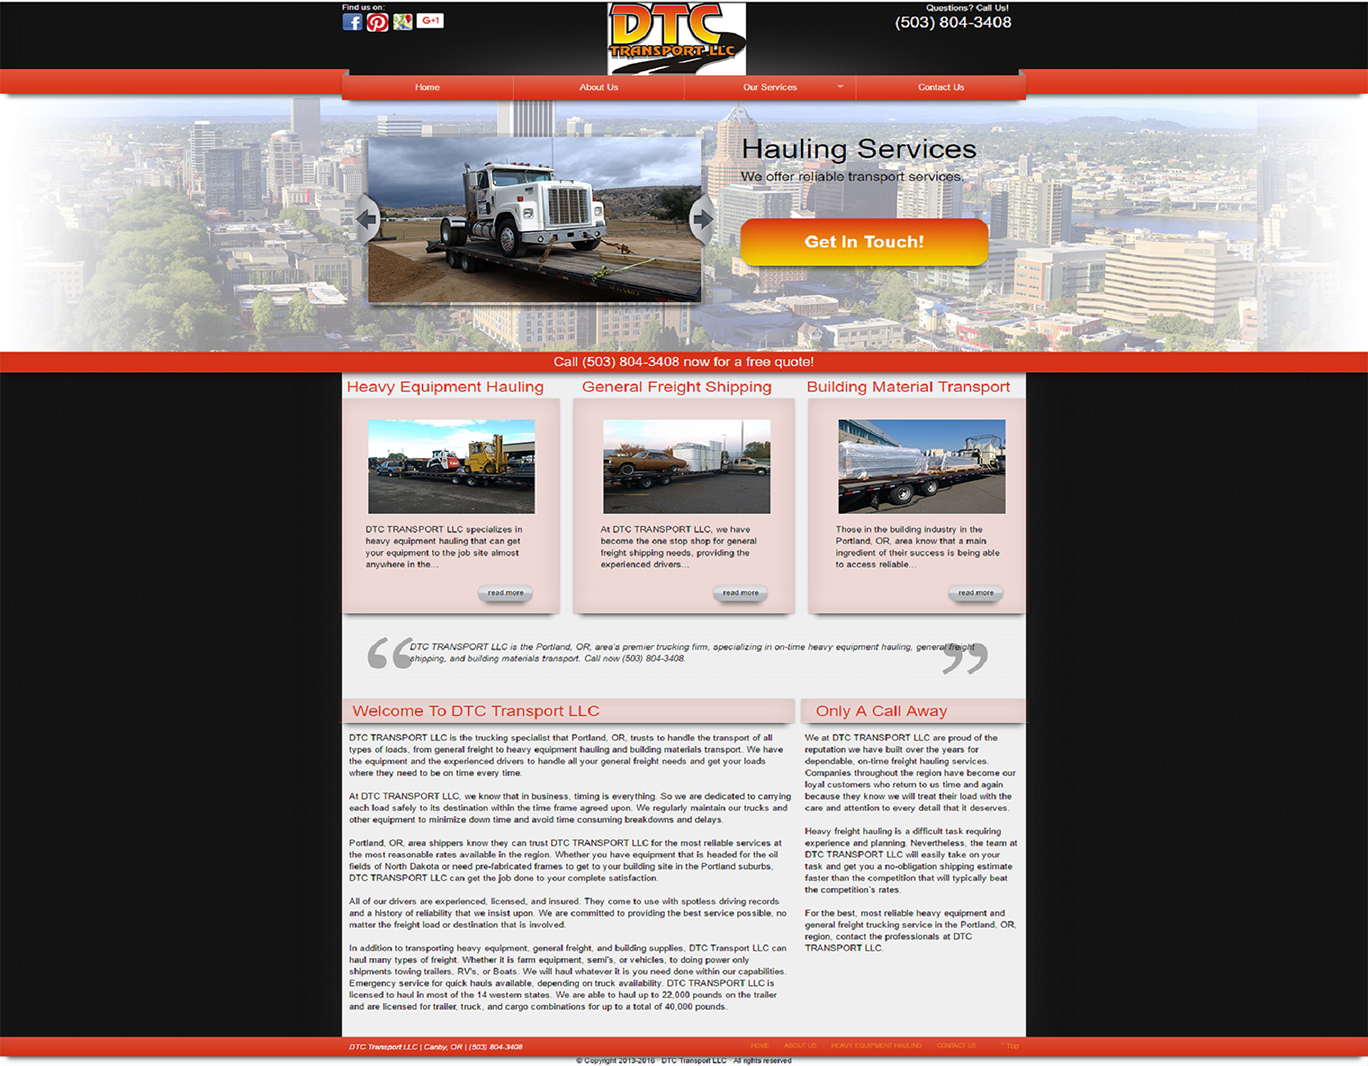 Find us on:
G+1
DTC
TRANSPORT LLC
Questions? Call Us!
(503) 804-3408
Home
About Us
Our Services
Contact Us
Hauling Services
We offer reliable transport services.
Get In Touch!
Call (503) 804-3408 now for a free quote!
Heavy Equipment Hauling
DTC TRANSPORT LLC specializes in
heavy equipment hauling that can get
your equipment to the job site almost
anywhere in the...
read more
General Freight Shipping
At DTC TRANSPORT LLC, we have
become the one stop shop for general
freight shipping needs, providing the
experienced drivers...
read more
Building Material Transport
Those in the building industry in the
Portland, OR, area know that a main
ingredient of their success is being able
to access reliable...
read more
DTC TRANSPORT LLC is the Portland, OR, area's premier trucking firm, specializing in on-time heavy equipment hauling, general freight
shipping, and building materials transport. Call now (503) 804-3408.
Welcome To DTC Transport LLC
DTC TRANSPORT LLC is the trucking specialist that Portland, OR, trusts to handle the transport of all
types of loads, from general freight to heavy equipment hauling and building materials transport. We have
the equipment and the experienced drivers to handle all your general freight needs and get your loads
where they need to be on time every time.
At DTC TRANSPORT LLC, we know that in business, timing is everything. So we are dedicated to carrying
each load safely to its destination within the time frame agreed upon. We regularly maintain our trucks and
other equipment to minimize down time and avoid time consuming breakdowns and delays.
Portland, OR, area shippers know they can trust DTC TRANSPORT LLC for the most reliable services at
the most reasonable rates available in the region. Whether you have equipment that is headed for the oil
fields of North Dakota or need pre-fabricated frames to get to your building site in the Portland suburbs,
DTC TRANSPORT LLC can get the job done to your complete satisfaction.
All of our drivers are experienced, licensed, and insured. They come to use with spotless driving records
and a history of reliability that we insist upon. We are committed to providing the best service possible, no
matter the freight load or destination that is involved.
In addition to transporting heavy equipment, general freight, and building supplies, DTC Transport LLC can
haul many types of freight. Whether it is farm equipment, semi's, or vehicles, to doing power only
shipments towing trailers, RV's, or Boats. We will haul whatever it is you need done within our capabilities.
Emergency service for quick hauls available, depending on truck availability. DTC TRANSPORT LLC is
licensed to haul in most of the 14 western states. We are able to haul up to 22,000 pounds on the trailer
and are licensed for trailer, truck, and cargo combinations for up to a total of 40,000 pounds.
Only A Call Away
We at DTC TRANSPORT LLC are proud of the
reputation we have built over the years for
dependable, on-time freight hauling services.
Companies throughout the region have become our
loyal customers who return to us time and again
because they know we will treat their load with the
care and attention to every detail that it deserves.
Heavy freight hauling is a difficult task requiring
experience and planning. Nevertheless, the team at
DTC TRANSPORT LLC will easily take on your
task and get you a no-obligation shipping estimate
faster than the competition that will typically beat
the competition's rates.
For the best, most reliable heavy equipment and
general freight trucking service in the Portland, OR,
region, contact the professionals at DTC
TRANSPORT LLC.
DTC Transport LLC | Canby, OR | (503) 804-3408
HOME
ABOUT US
HEAVY EQUIPMENT HAULING
CONTACT US
^ Top
© Copyright 2013-2016 · DTC Transport LLC · All rights reserved